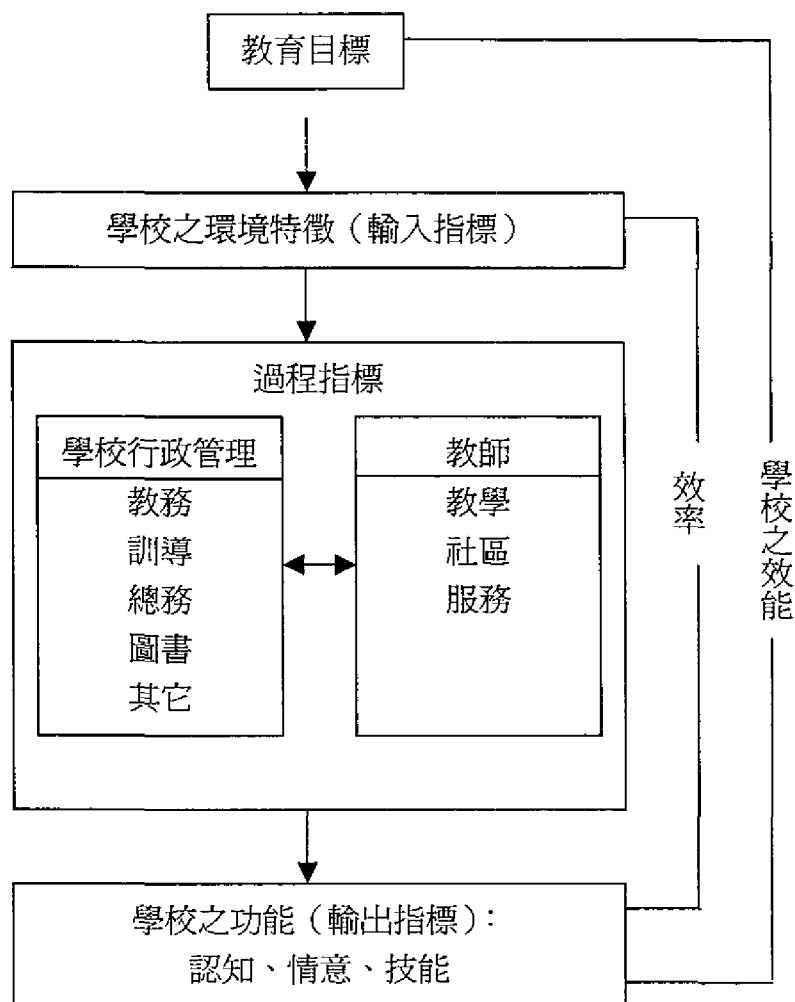 教育目標
學校之環境特徵（輸入指標）
過程指標
學校行政管理
教務
訓導
總務
圖書
其它
教師
教學
社區
服務
效率
學校之效能
學校之功能（輸出指標）：
認知、情意、技能